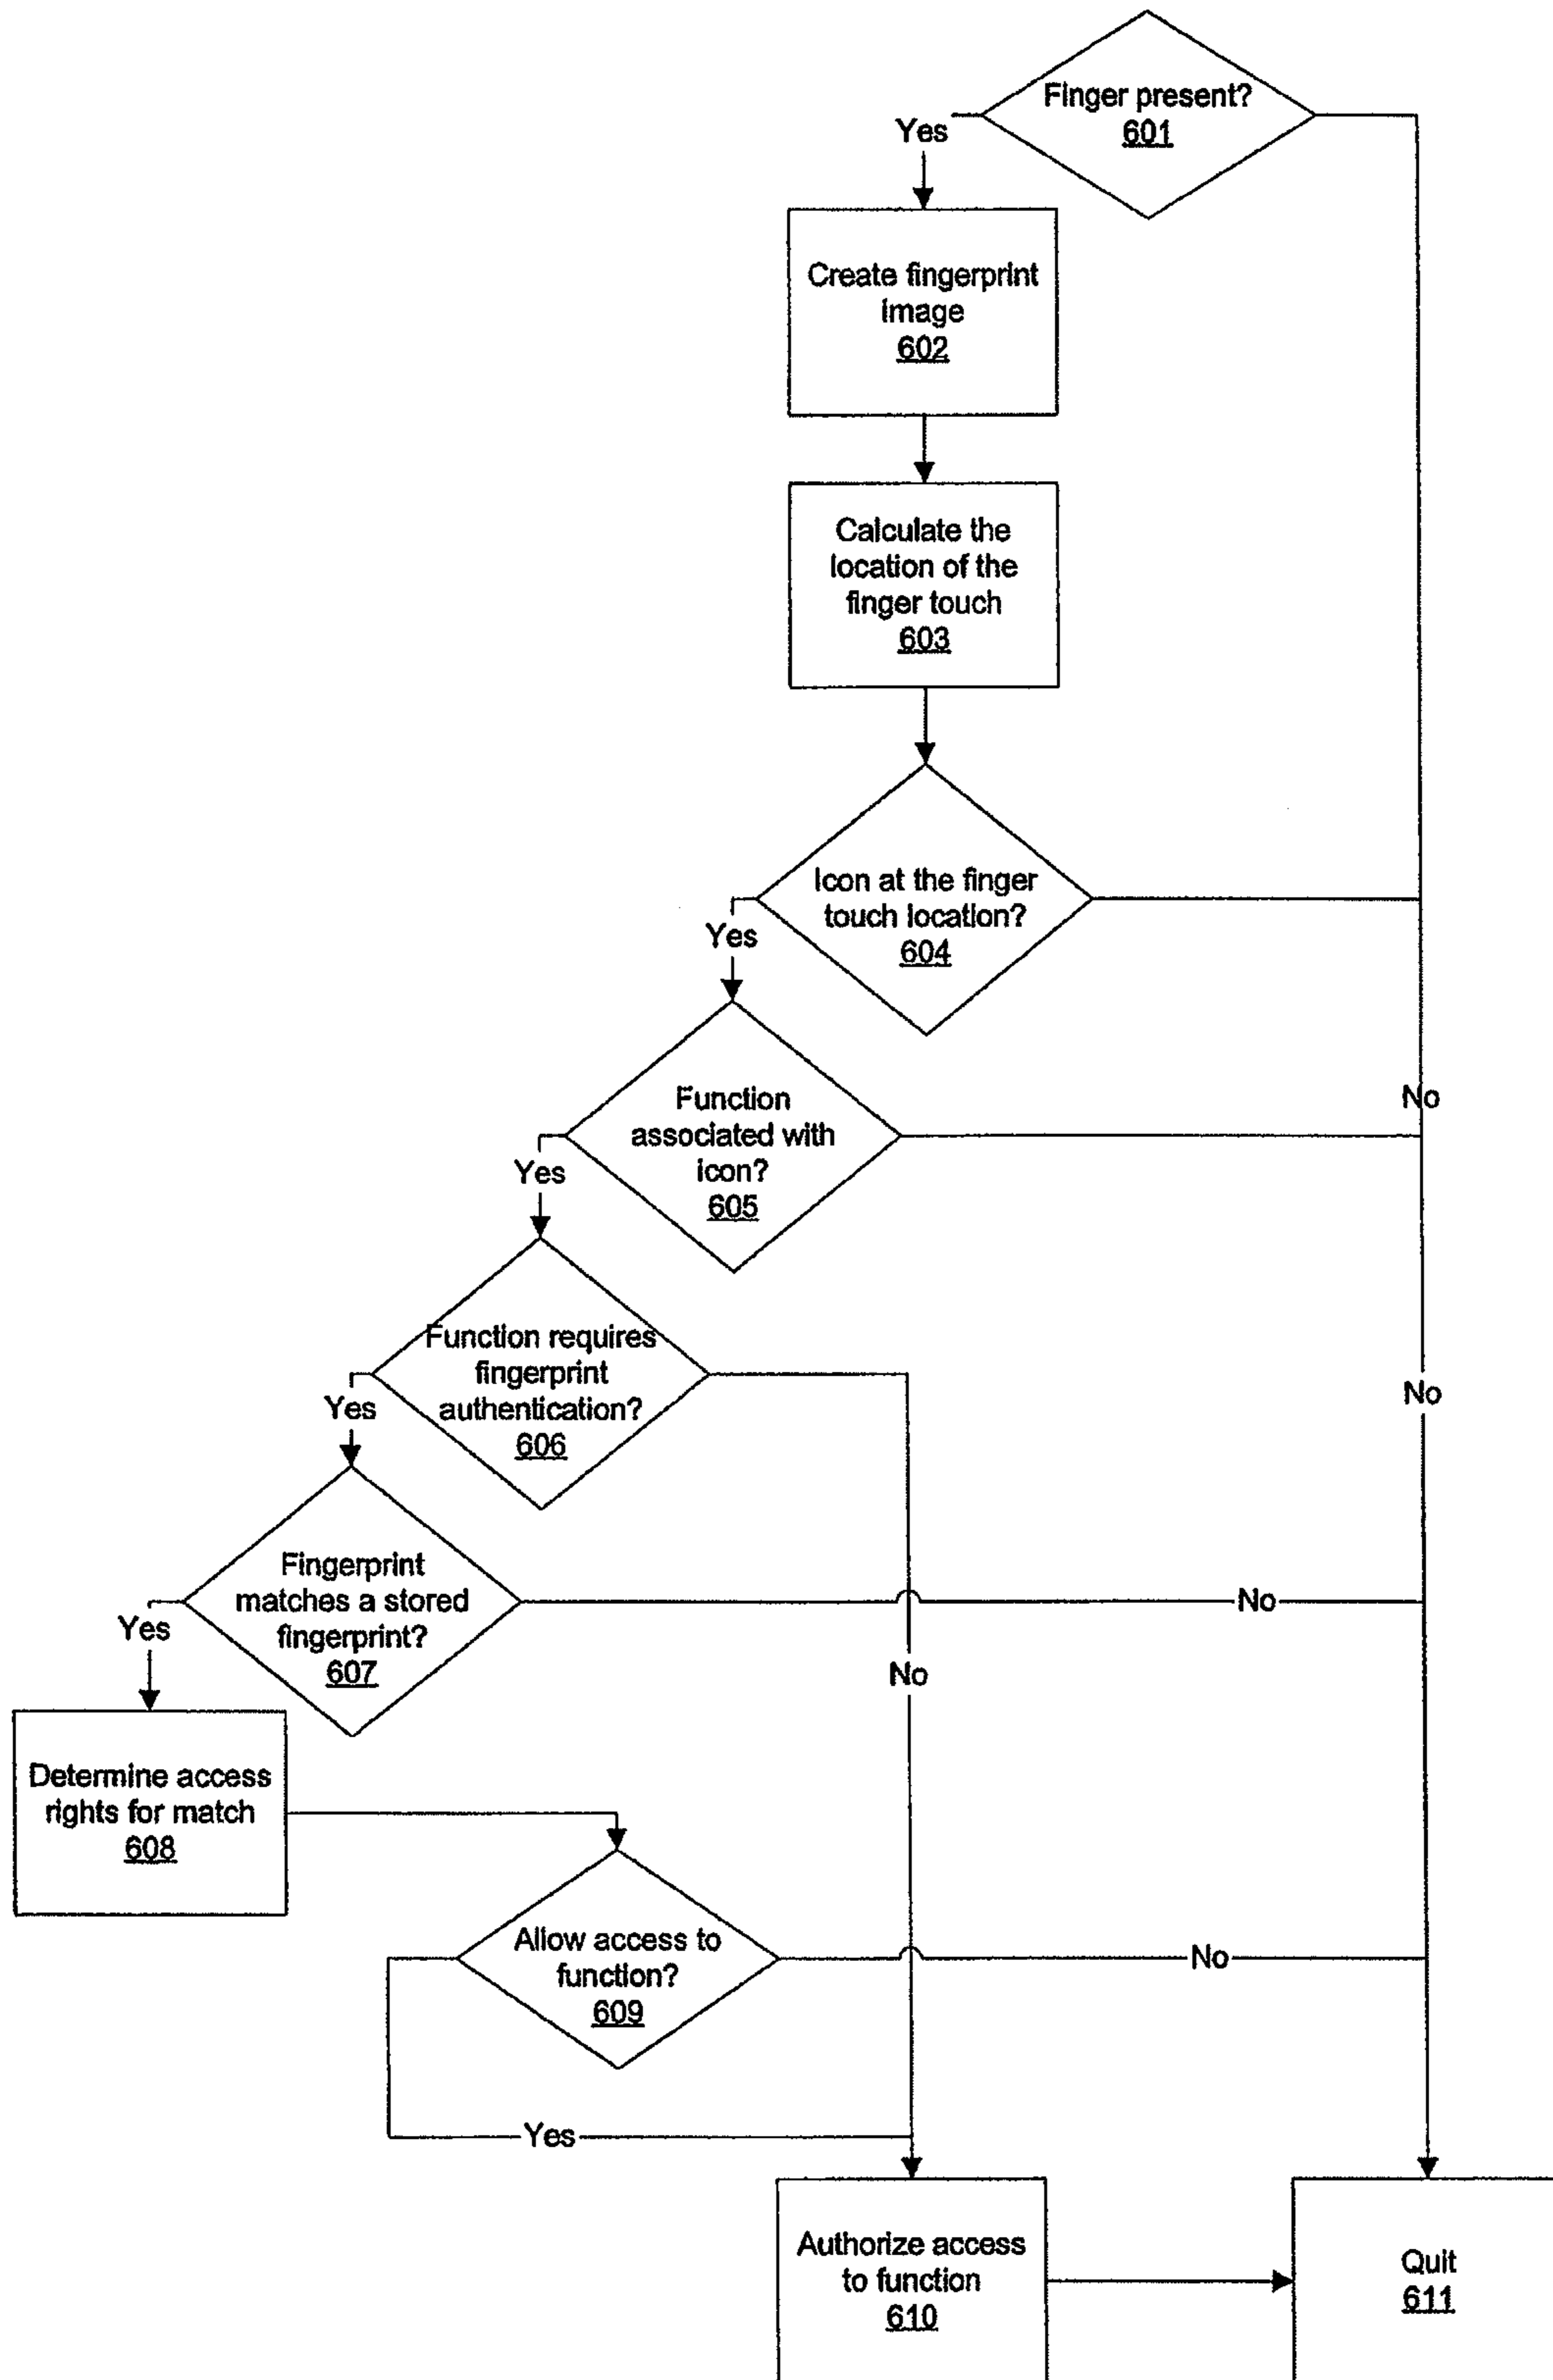 Finger present?
601
Yes
Create fingerprint
image
602
Calculate the
location of the
finger touch
603
Icon at the finger
touch location?
604
Yes
Function
associated with
icon?
605
No
Yes
Function requires
fingerprint
authentication?
606
No
Yes
Fingerprint
matches a stored
fingerprint?
607
No
Yes
No
Determine access
rights for match
608
Allow access to
function?
609
No
Yes
Authorize access
to function
610
Quit
611